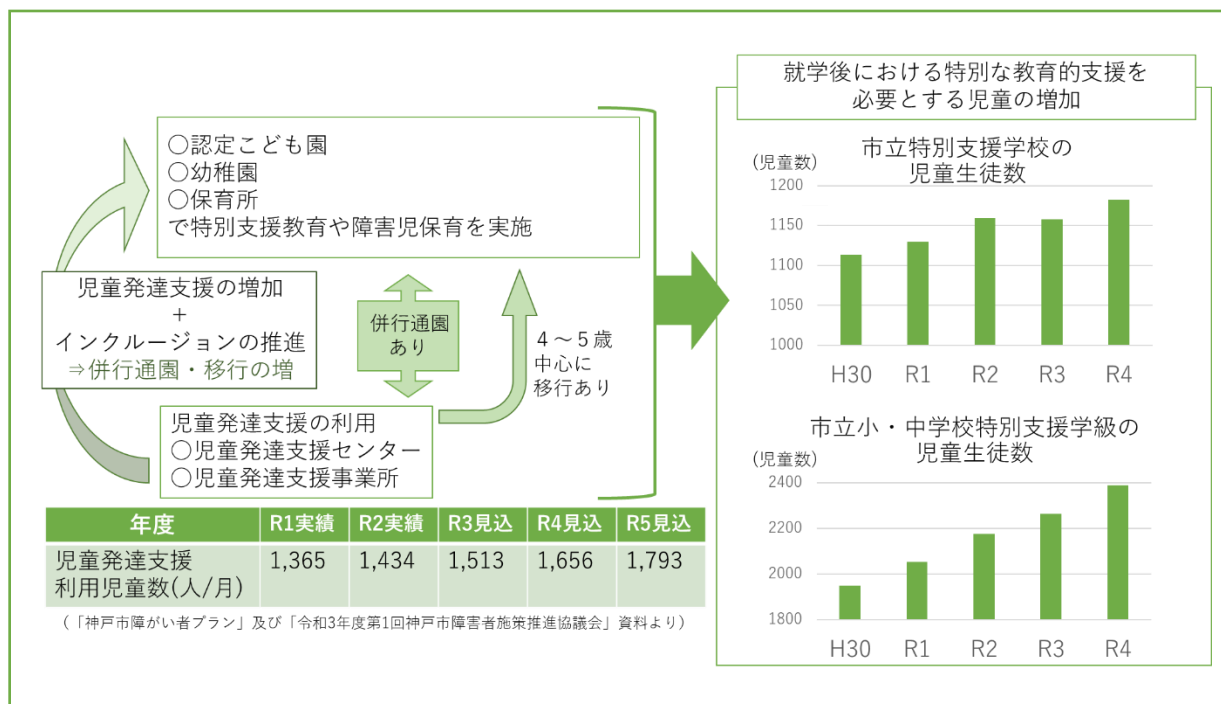 ○認定こども園
○幼稚園
○保育所
で特別支援教育や障害児保育を実施
児童発達支援の増加
+
インクルージョンの推進
⇒併行通園・移行の増
併行通園
あり
4～5歳
中心に
移行あり
児童発達支援の利用
○児童発達支援センター
○児童発達支援事業所
年度 R1実績 R2実績 R3見込 R4見込 R5見込
児童発達支援
利用児童数(人/月) 1,365 1,434 1,513 1,656 1,793
（「神戸市障がい者プラン」及び「令和3年度第1回神戸市障害者施策推進協議会」資料より）
就学後における特別な教育的支援を
必要とする児童の増加
市立特別支援学校の
児童生徒数
(児童数)
1200
1150
1100
1050
1000
H30 R1 R2 R3 R4
市立小・中学校特別支援学級の
児童生徒数
(児童数)
2400
2200
2000
1800
H30 R1 R2 R3 R4